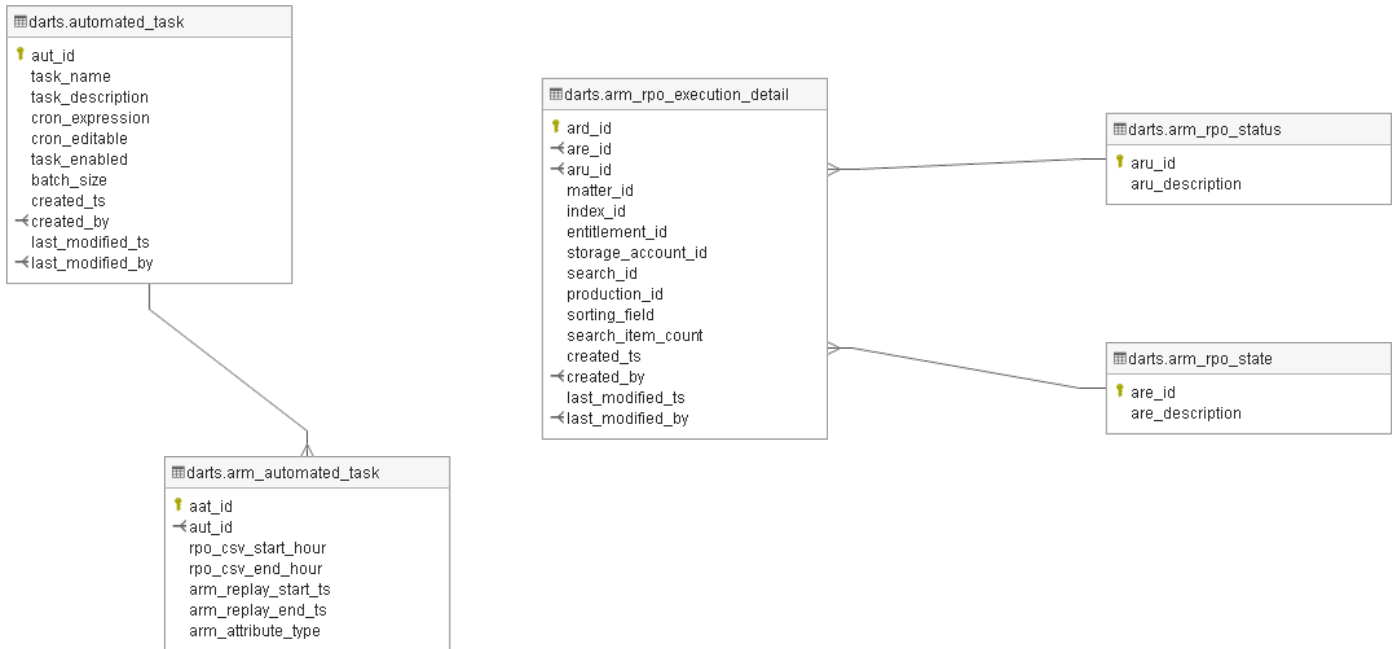 darts.automated_task
aut_id
task_name
task_description
cron_expression
cron_editable
task_enabled
batch_size
created_ts
created_by
last_modified_ts
last_modified_by
darts.arm_rpo_execution_detail
ard_id
are_id
aru_id
matter_id
index_id
entitlement_id
storage_account_id
search_id
production_id
sorting_field
search_item_count
created_ts
created_by
last_modified_ts
last_modified_by
darts.arm_rpo_status
aru_id
aru_description
darts.arm_rpo_state
are_id
are_description
darts.arm_automated_task
aat_id
aut_id
rpo_csv_start_hour
rpo_csv_end_hour
arm_replay_start_ts
arm_replay_end_ts
arm_attribute_type